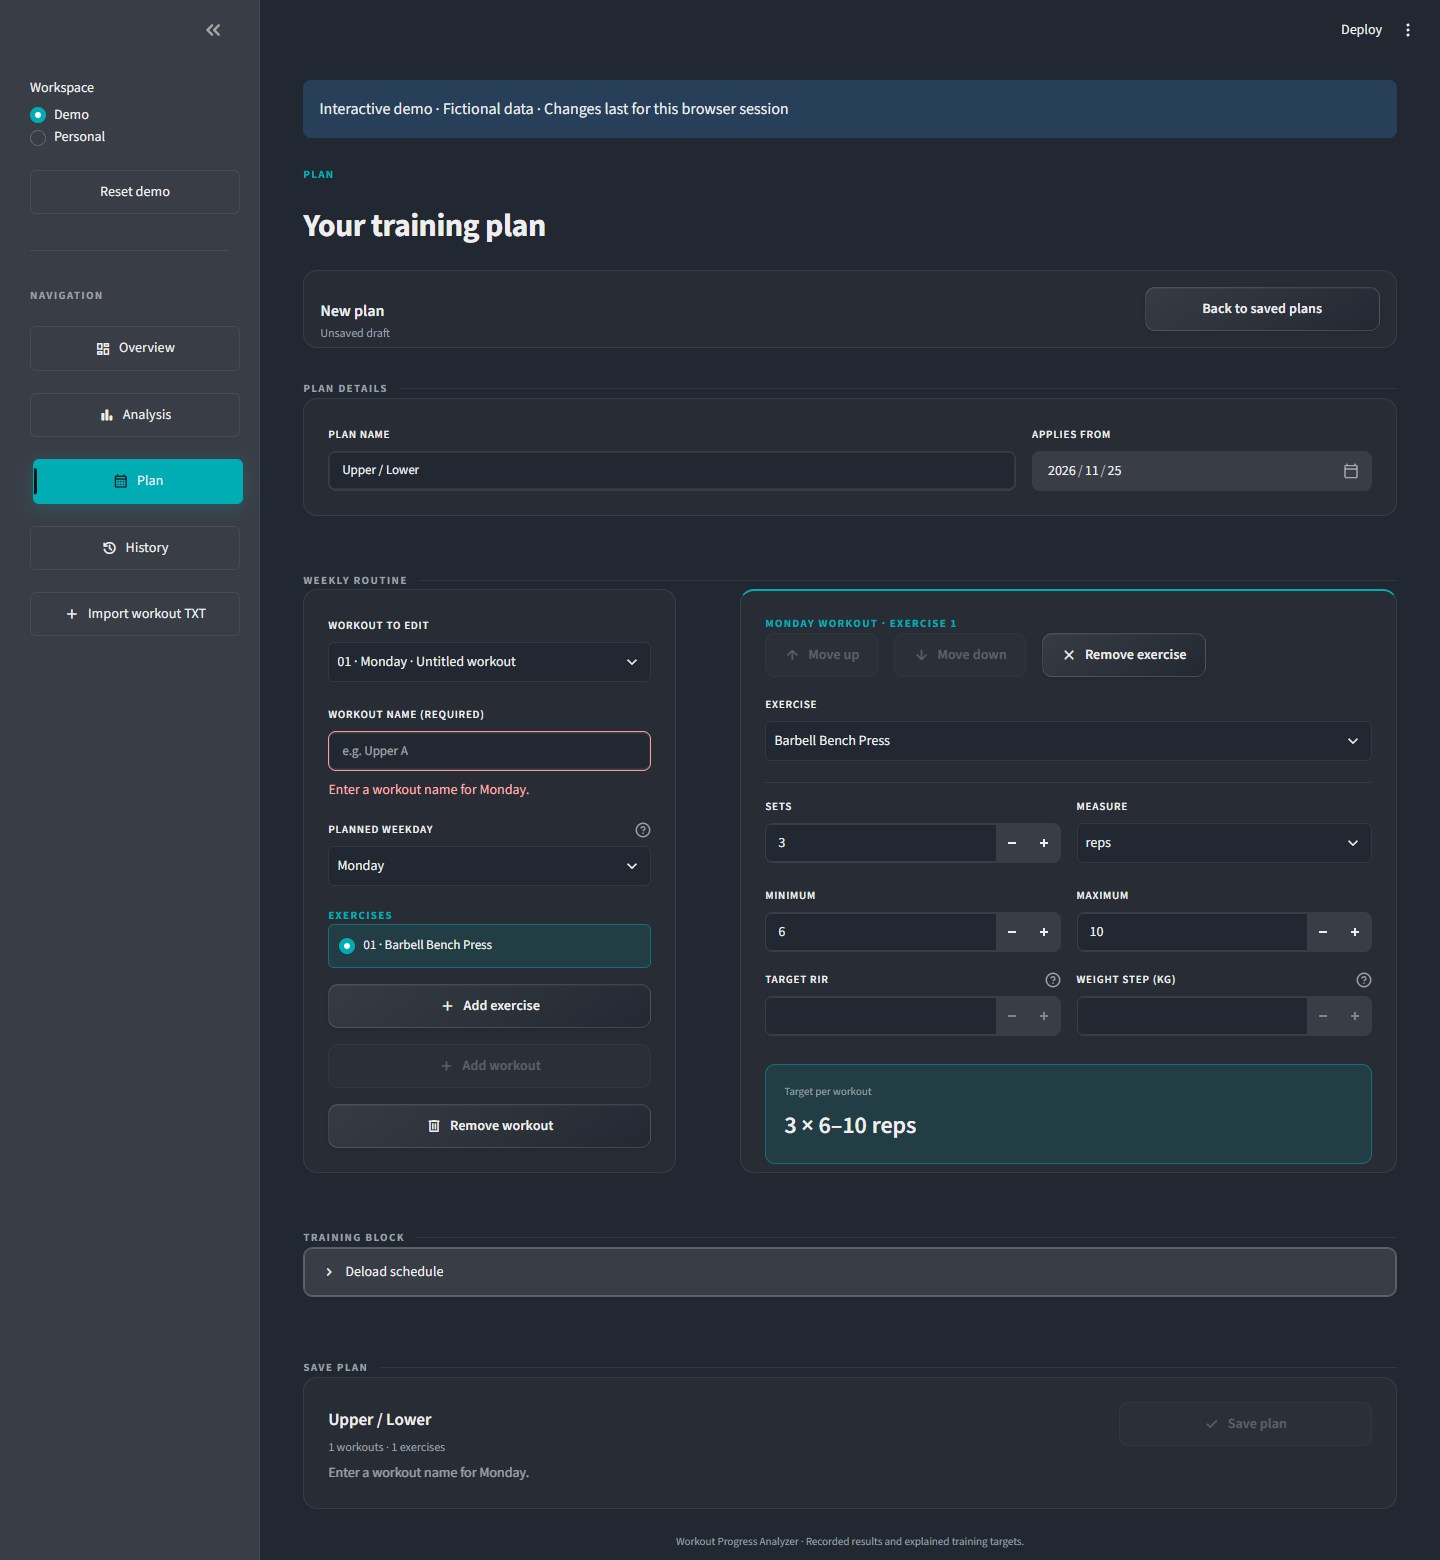 Deploy
Workspace
Demo
Personal
Reset demo
NAVIGATION
Overview
Analysis
Plan
History
Import workout TXT
Interactive demo · Fictional data · Changes last for this browser session
PLAN
Your training plan
New plan
Unsaved draft
Back to saved plans
PLAN DETAILS
PLAN NAME
Upper / Lower
APPLIES FROM
2026 / 11 / 25
WEEKLY ROUTINE
WORKOUT TO EDIT
01 · Monday · Untitled workout
WORKOUT NAME (REQUIRED)
e.g. Upper A
Enter a workout name for Monday.
PLANNED WEEKDAY
Monday
EXERCISES
01 · Barbell Bench Press
Add exercise
Add workout
Remove workout
MONDAY WORKOUT · EXERCISE 1
Move up
Move down
Remove exercise
EXERCISE
Barbell Bench Press
SETS
3
MEASURE
reps
MINIMUM
6
MAXIMUM
10
TARGET RIR
WEIGHT STEP (KG)
Target per workout
3 × 6–10 reps
TRAINING BLOCK
Deload schedule
SAVE PLAN
Upper / Lower
1 workouts · 1 exercises
Enter a workout name for Monday.
Save plan
Workout Progress Analyzer · Recorded results and explained training targets.